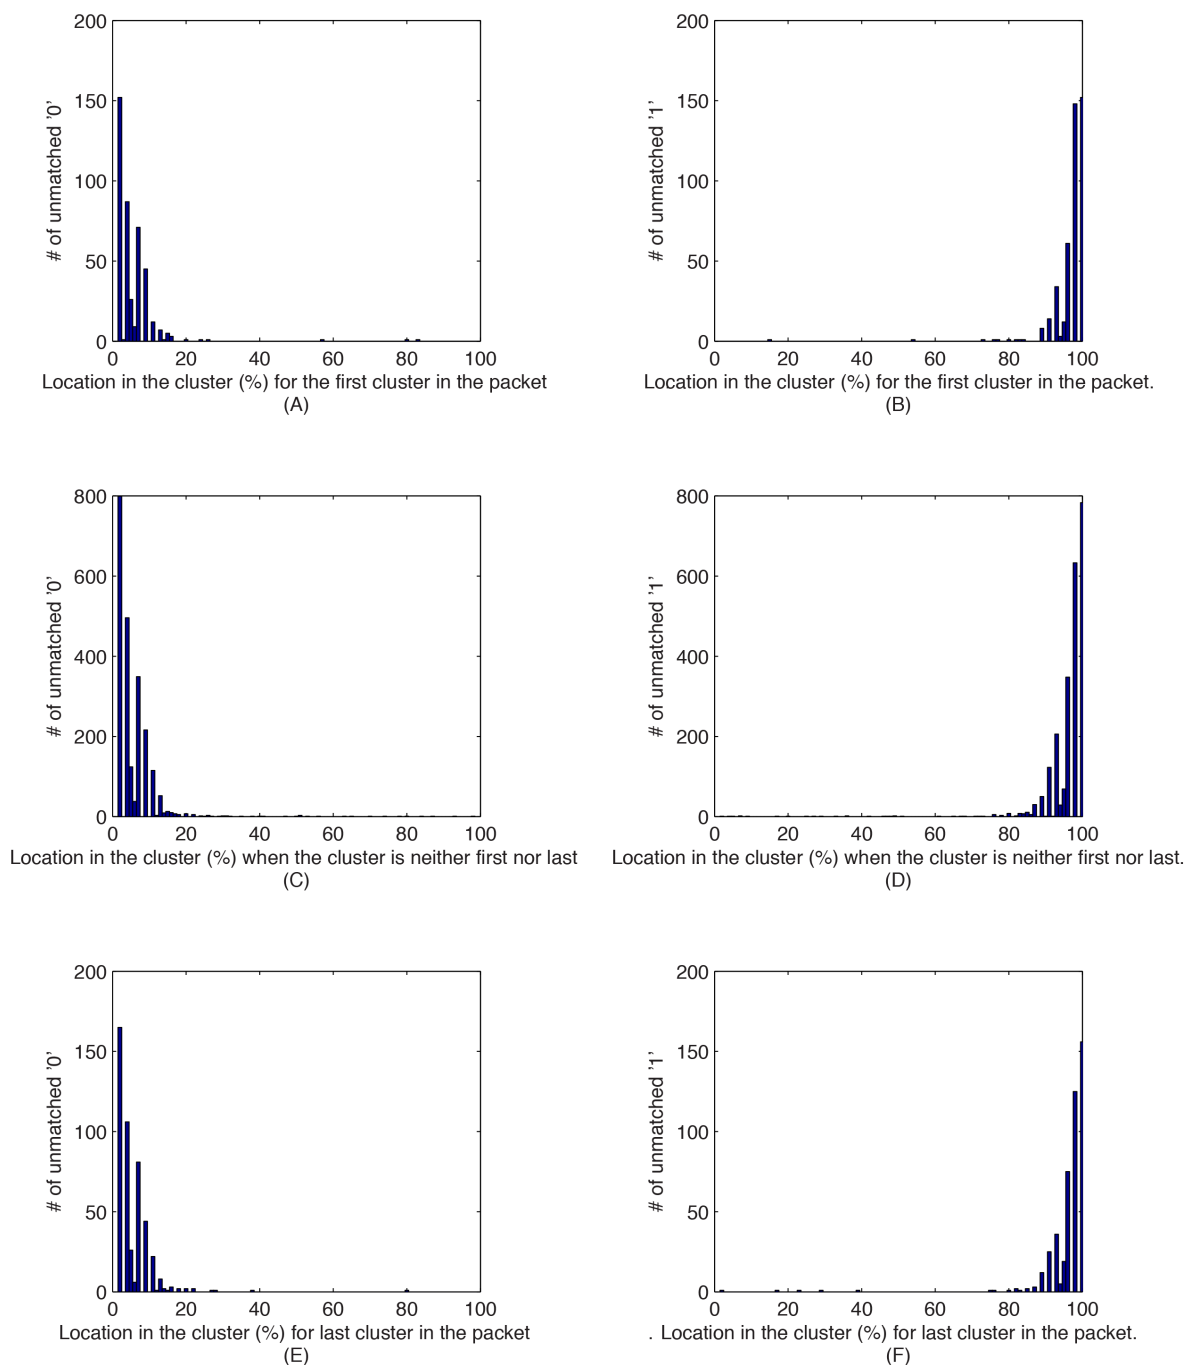 200
150
100
50
0
# of unmatched ’0’
0 20 40 60 80 100
Location in the cluster (%) for the first cluster in the packet
(A)
200
150
100
50
0
# of unmatched ’1’
0 20 40 60 80 100
Location in the cluster (%) for the first cluster in the packet.
(B)
800
600
400
200
0
# of unmatched ’0’
0 20 40 60 80 100
Location in the cluster (%) when the cluster is neither first nor last
(C)
800
600
400
200
0
# of unmatched ’1’
0 20 40 60 80 100
Location in the cluster (%) when the cluster is neither first nor last.
(D)
200
150
100
50
0
# of unmatched ’0’
0 20 40 60 80 100
Location in the cluster (%) for last cluster in the packet
(E)
200
150
100
50
0
# of unmatched ’1’
0 20 40 60 80 100
. Location in the cluster (%) for last cluster in the packet.
(F)